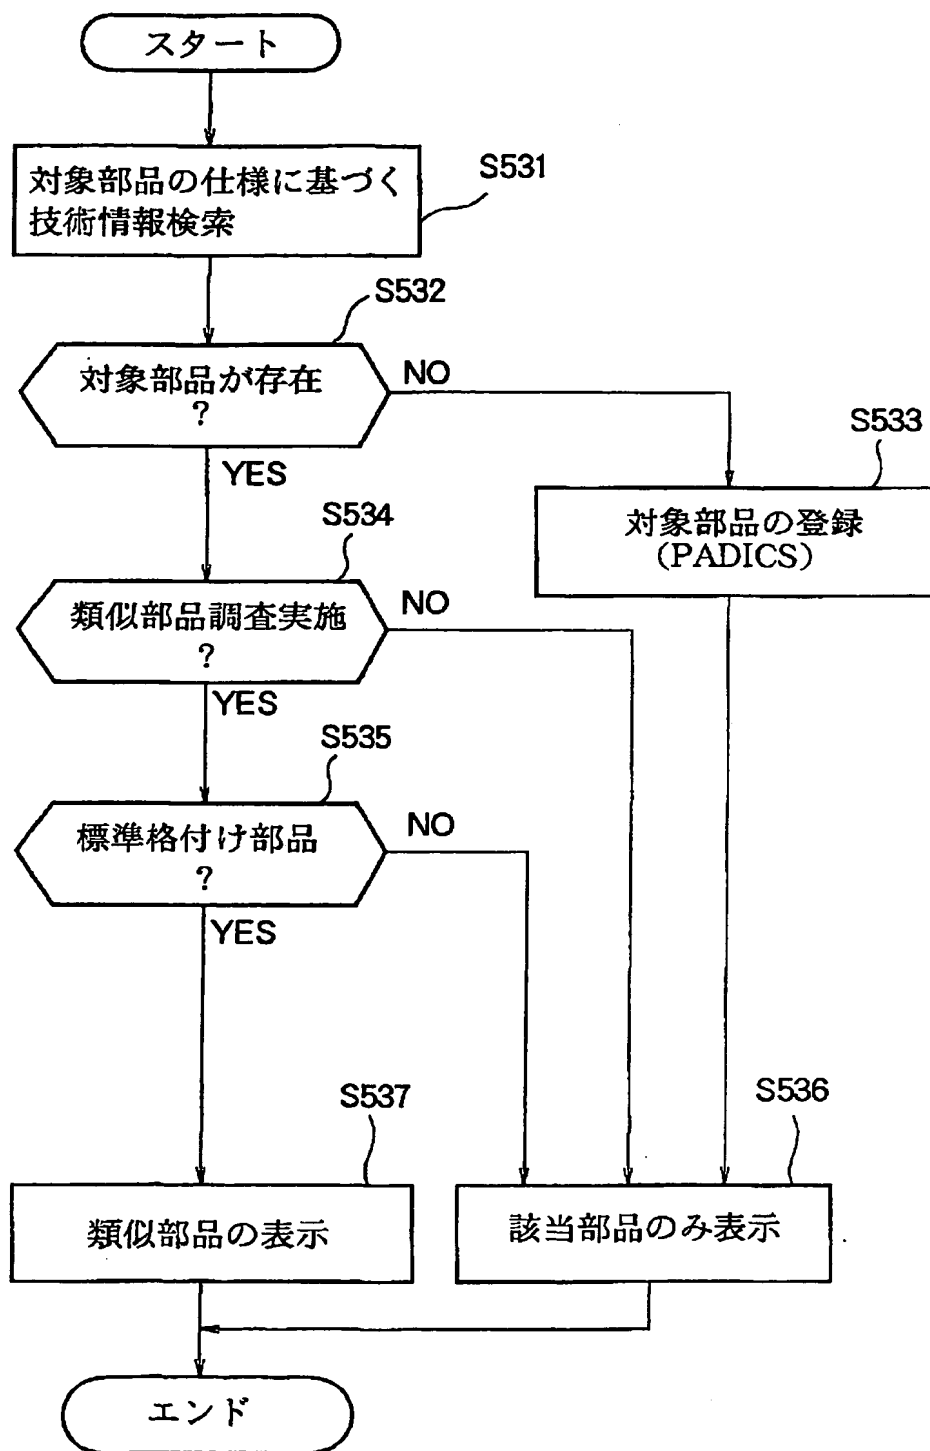 スタート
対象部品の仕様に基づく
技術情報検索
S531
S532
対象部品が存在
?
NO
YES
S533
対象部品の登録
(PADICS)
S534
類似部品調査実施
?
NO
YES
S535
標準格付け部品
?
NO
YES
S537
類似部品の表示
S536
該当部品のみ表示
エンド